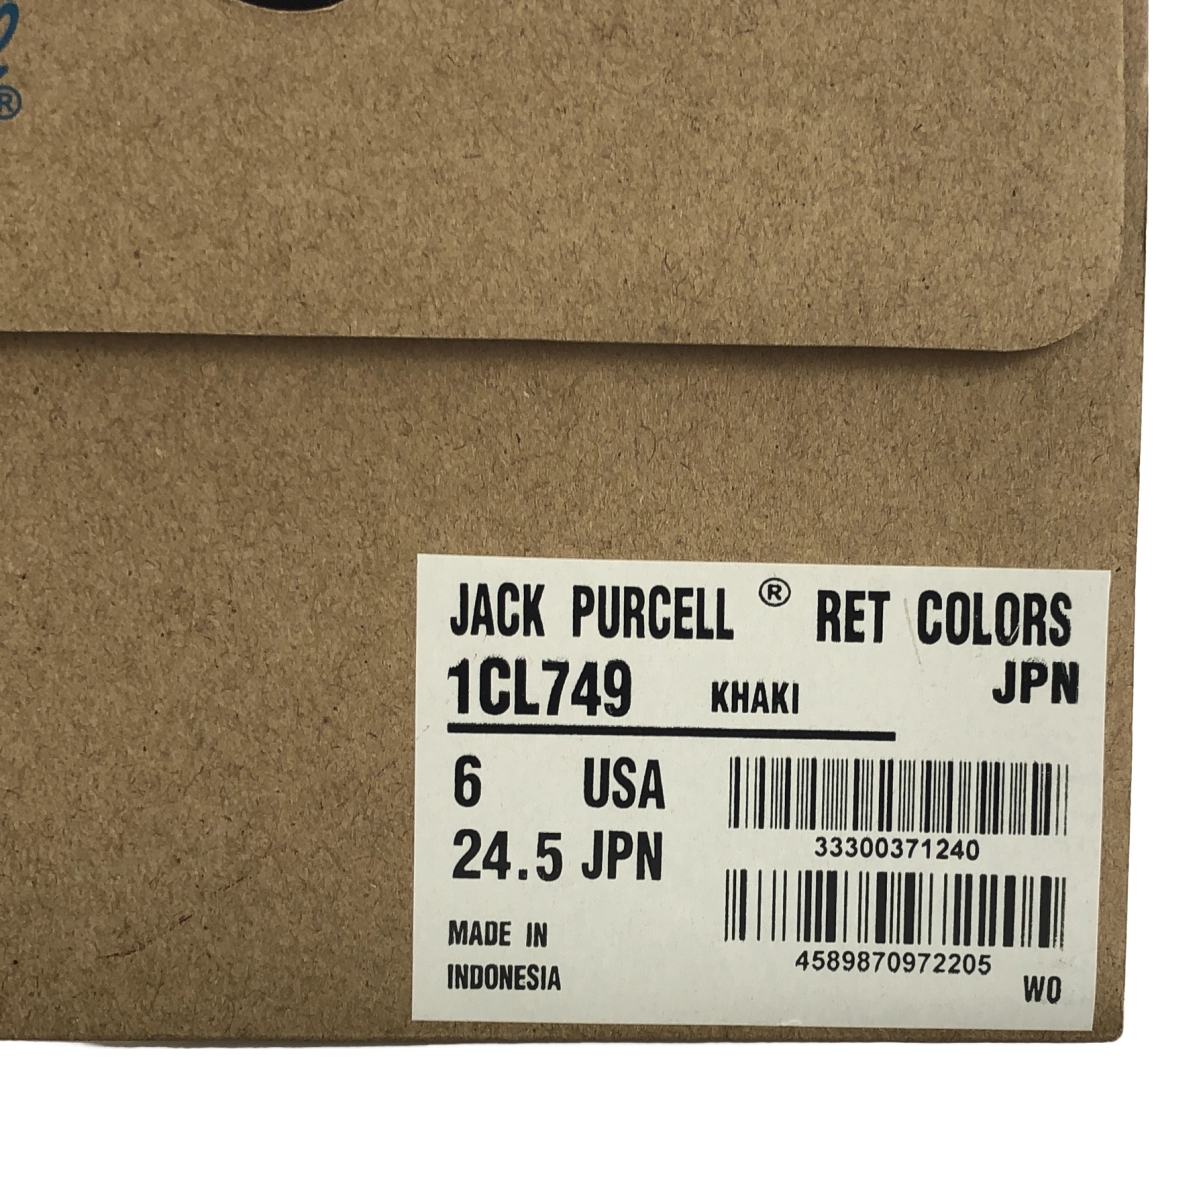 ®
JACK PURCELL ® RET COLORS
1CL749 KHAKI JPN
6 USA
24.5 JPN
33300371240
4589870972205
MADE IN
INDONESIA
WO